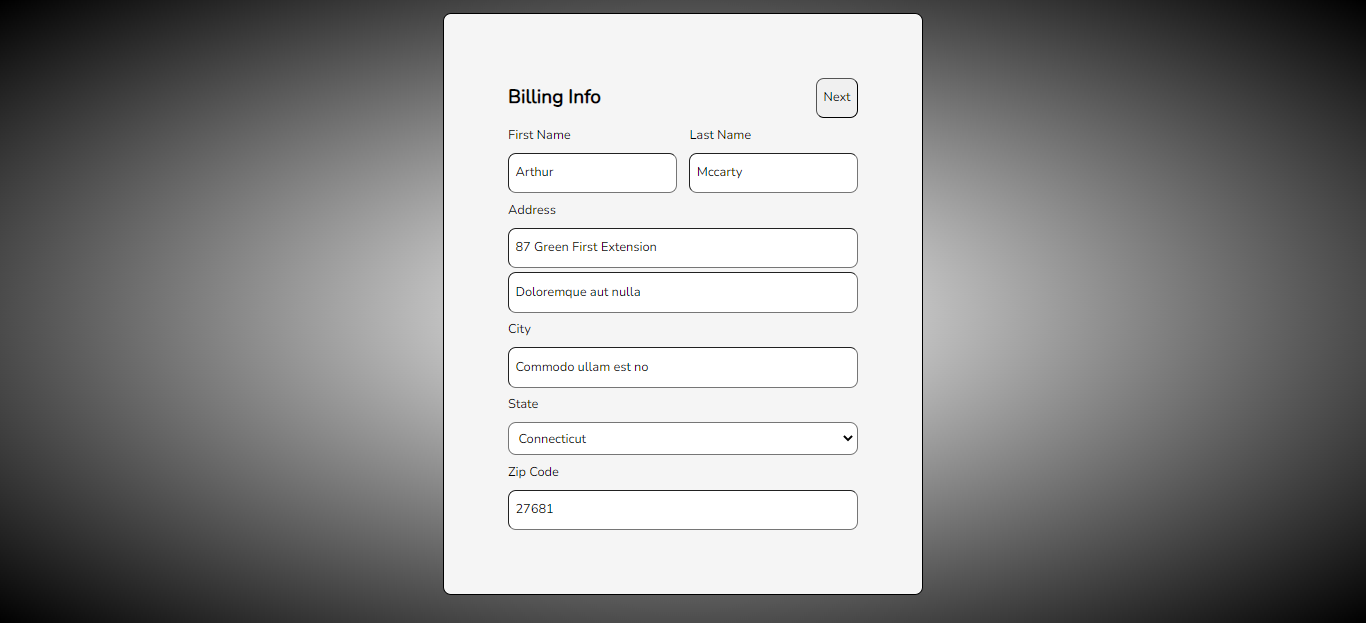 Billing Info
Next
First Name
Last Name
Arthur
Mccarty
Address
87 Green First Extension
Doloremque aut nulla
City
Commodo ullam est no
State
Connecticut
Zip Code
27681